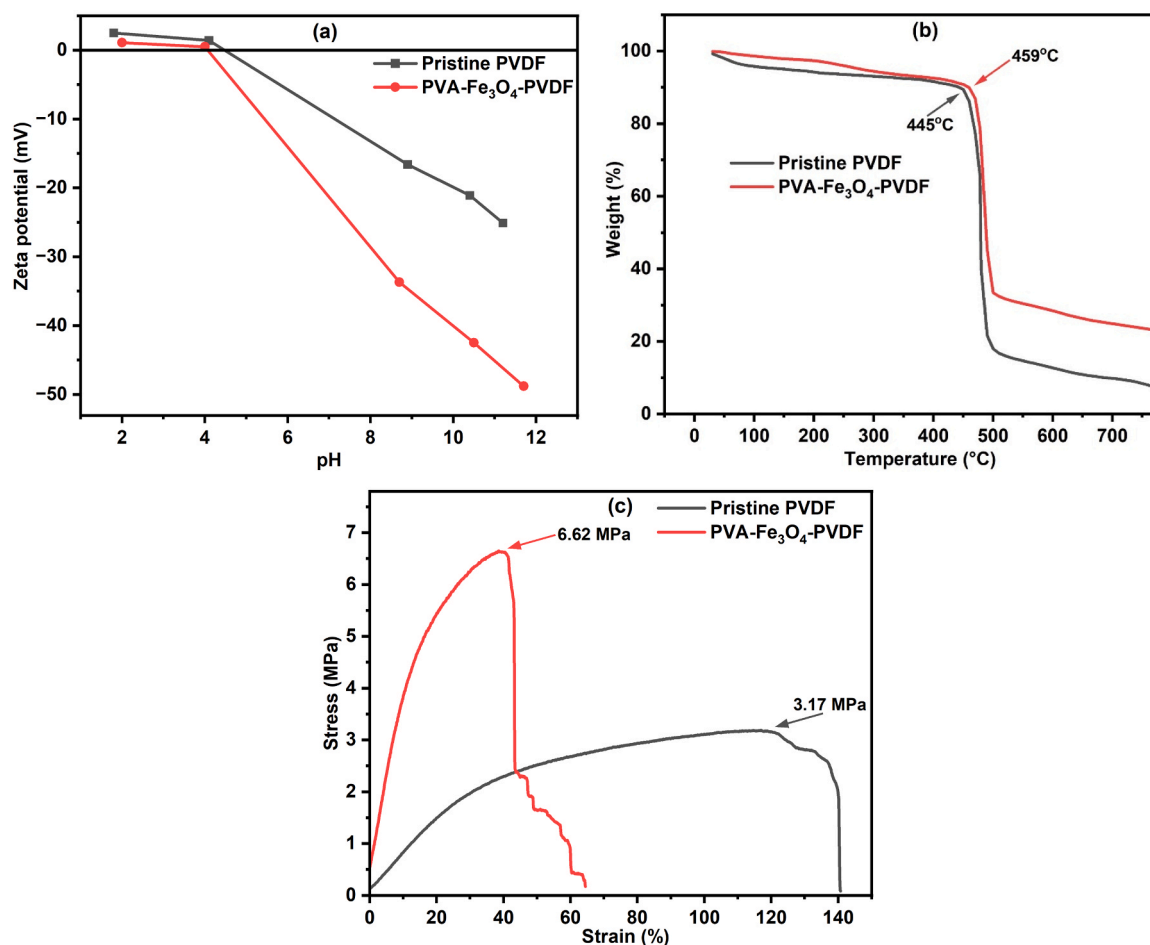 (a)
Pristine PVDF
PVA-Fe₃O₄-PVDF
Zeta potential (mV)
0
−10
−20
−30
−40
−50
2 4 6 8 10 12
pH
(b)
459°C
445°C
Pristine PVDF
PVA-Fe₃O₄-PVDF
Weight (%)
100
80
60
40
20
0
0 100 200 300 400 500 600 700
Temperature (°C)
(c)
Pristine PVDF
PVA-Fe₃O₄-PVDF
6.62 MPa
3.17 MPa
Stress (MPa)
7
6
5
4
3
2
1
0
0 20 40 60 80 100 120 140
Strain (%)